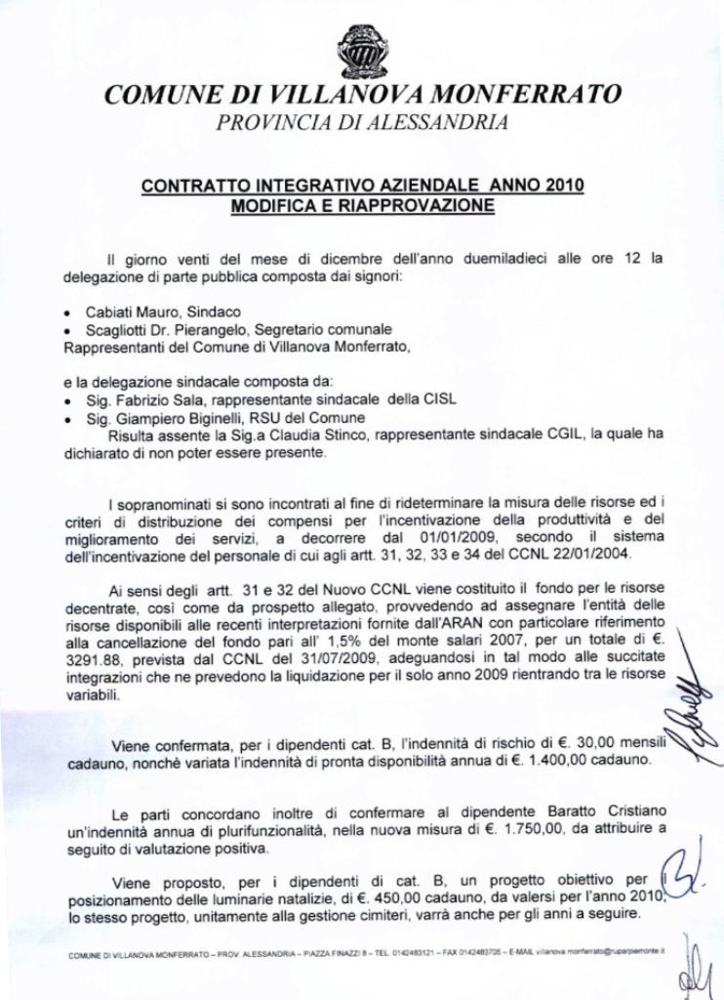 COMUNE DI VILLANOVA MONFERRATO
PROVINCIA DI ALESSANDRIA
CONTRATTO INTEGRATIVO AZIENDALE ANNO 2010
MODIFICA E RIAPPROVAZIONE
Il giorno venti del mese di dicembre dell'anno duemiladieci alle ore 12 la
delegazione di parte pubblica composta dai signori:
• Cabiati Mauro, Sindaco
• Scagliotti Dr. Pierangelo, Segretario comunale
Rappresentanti del Comune di Villanova Monferrato,
e la delegazione sindacale composta da:
• Sig. Fabrizio Sala, rappresentante sindacale della CISL
• Sig. Giampiero Biginelli, RSU del Comune
Risulta assente la Sig.a Claudia Stinco, rappresentante sindacale CGIL, la quale ha
dichiarato di non poter essere presente.
I sopranominati si sono incontrati al fine di rideterminare la misura delle risorse ed i
criteri di distribuzione dei compensi per l'incentivazione della produttività e del
miglioramento dei servizi, a decorrere dal 01/01/2009, secondo il sistema
dell'incentivazione del personale di cui agli artt. 31, 32, 33 e 34 del CCNL 22/01/2004.
Ai sensi degli artt. 31 e 32 del Nuovo CCNL viene costituito il fondo per le risorse
decentrate, così come da prospetto allegato, provvedendo ad assegnare l'entità delle
risorse disponibili alle recenti interpretazioni fornite dall'ARAN con particolare riferimento
alla cancellazione del fondo pari all' 1,5% del monte salari 2007, per un totale di €.
3291.88, prevista dal CCNL del 31/07/2009, adeguandosi in tal modo alle succitate
integrazioni che ne prevedono la liquidazione per il solo anno 2009 rientrando tra le risorse
variabili.
Viene confermata, per i dipendenti cat. B, l'indennità di rischio di €. 30,00 mensili
cadauno, nonchè variata l'indennità di pronta disponibilità annua di €. 1.400,00 cadauno.
Le parti concordano inoltre di confermare al dipendente Baratto Cristiano
un'indennità annua di plurifunzionalità, nella nuova misura di €. 1.750,00, da attribuire a
seguito di valutazione positiva.
Viene proposto, per i dipendenti di cat. B, un progetto obiettivo per il
posizionamento delle luminarie natalizie, di €. 450,00 cadauno, da valersi per l'anno 2010;
lo stesso progetto, unitamente alla gestione cimiteri, varrà anche per gli anni a seguire.
COMUNE DI VILLANOVA MONFERRATO – PROV. ALESSANDRIA – PIAZZA FINAZZI 8 – TEL. 0142483121 – FAX 0142483705 – E-MAIL villanova.monferrato@ruparpiemonte.it